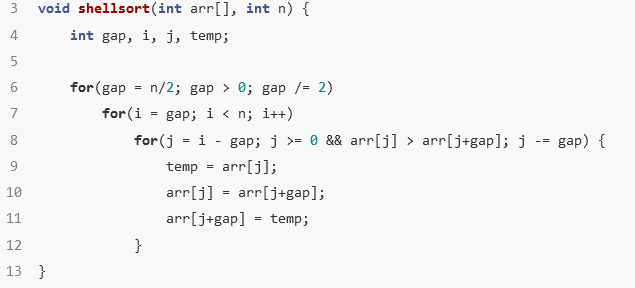 3 void shellsort(int arr[], int n) {
4     int gap, i, j, temp;
5
6     for(gap = n/2; gap > 0; gap /= 2)
7         for(i = gap; i < n; i++)
8             for(j = i - gap; j >= 0 && arr[j] > arr[j+gap]; j -= gap) {
9                 temp = arr[j];
10                 arr[j] = arr[j+gap];
11                 arr[j+gap] = temp;
12             }
13 }